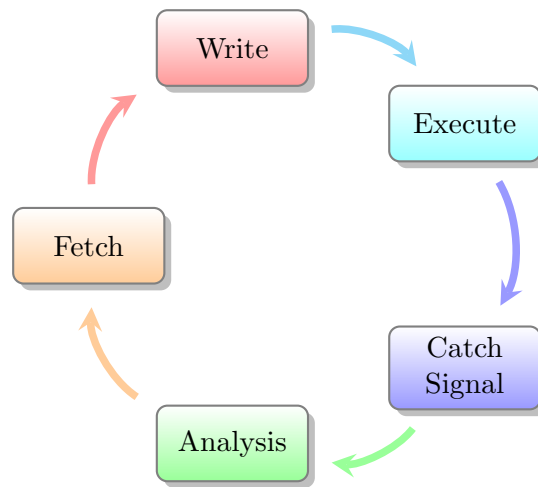 Write
Execute
Catch
Signal
Analysis
Fetch